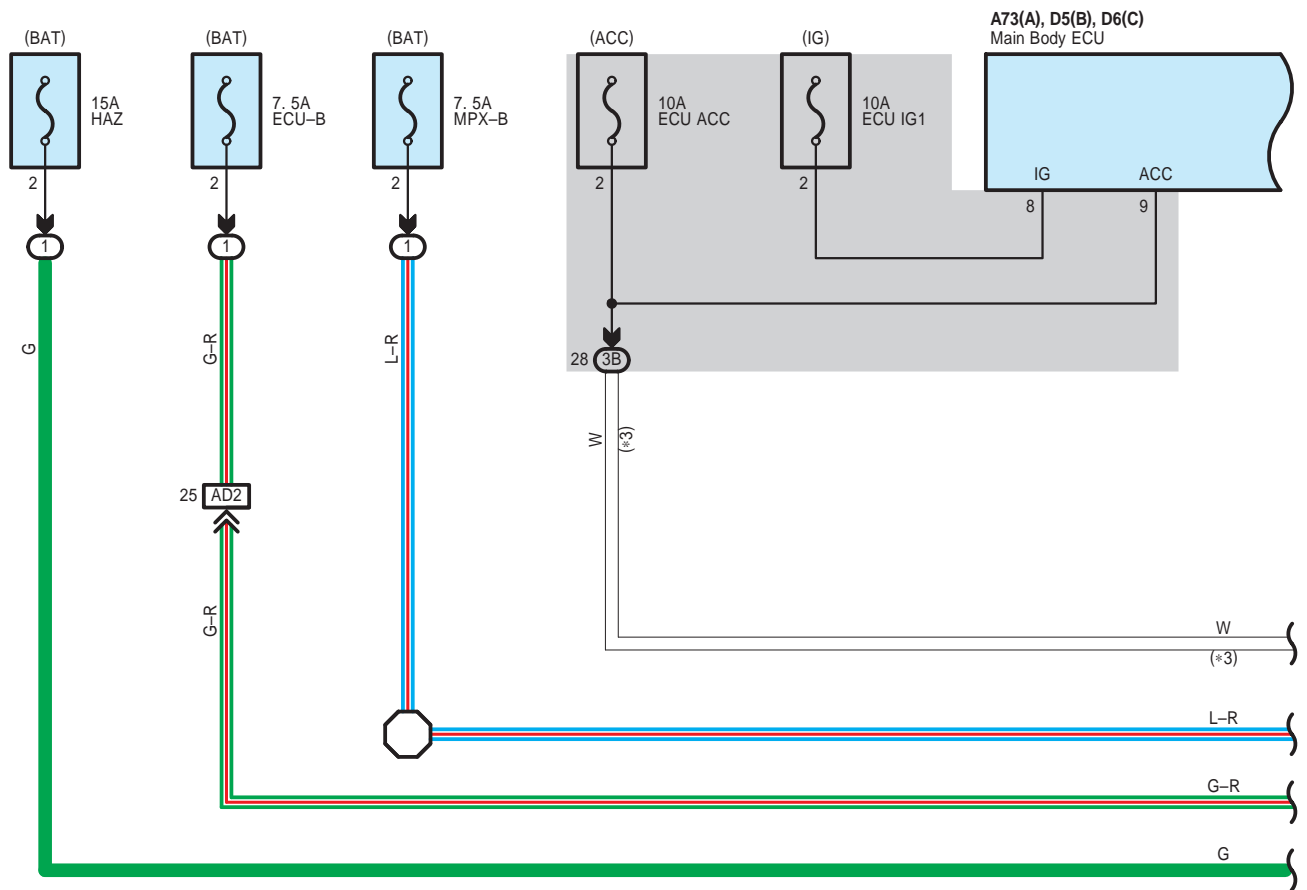 A73(A), D5(B), D6(C)
Main Body ECU
(BAT)
(BAT)
(BAT)
(ACC)
(IG)
15A
HAZ
7. 5A
ECU–B
7. 5A
MPX–B
10A
ECU ACC
10A
ECU IG1
IG
ACC
2
2
2
2
2
8
9
1
1
1
G
G–R
L–R
28
3B
W
(*3)
25
AD2
G–R
W
(*3)
L–R
G–R
G